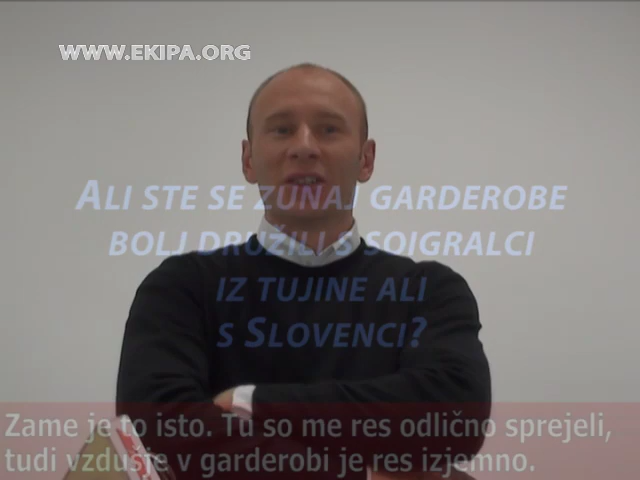 WWW.EKIPA.ORG
ALI STE SE ZUNAJ GARDEROBE
BOLJ DRUŽILI S SOIGRALCI
IZ TUJINE ALI
S SLOVENCI?
Zame je to isto. Tu so me res odlično sprejeli,
tudi vzdušje v garderobi je res izjemno.